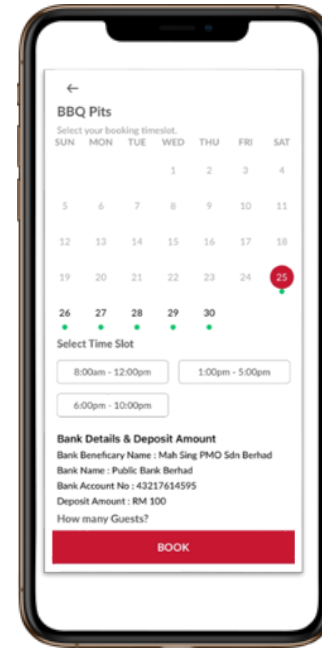 BBQ Pits
Select your booking timeslot.
SUN MON TUE WED THU FRI SAT
1 2 3 4
5 6 7 8 9 10 11
12 13 14 15 16 17 18
19 20 21 22 23 24 25
26 27 28 29 30
Select Time Slot
8:00am - 12:00pm 1:00pm - 5:00pm
6:00pm - 10:00pm
Bank Details & Deposit Amount
Bank Beneficary Name : Mah Sing PMO Sdn Berhad
Bank Name : Public Bank Berhad
Bank Account No : 43217614595
Deposit Amount : RM 100
How many Guests?
BOOK